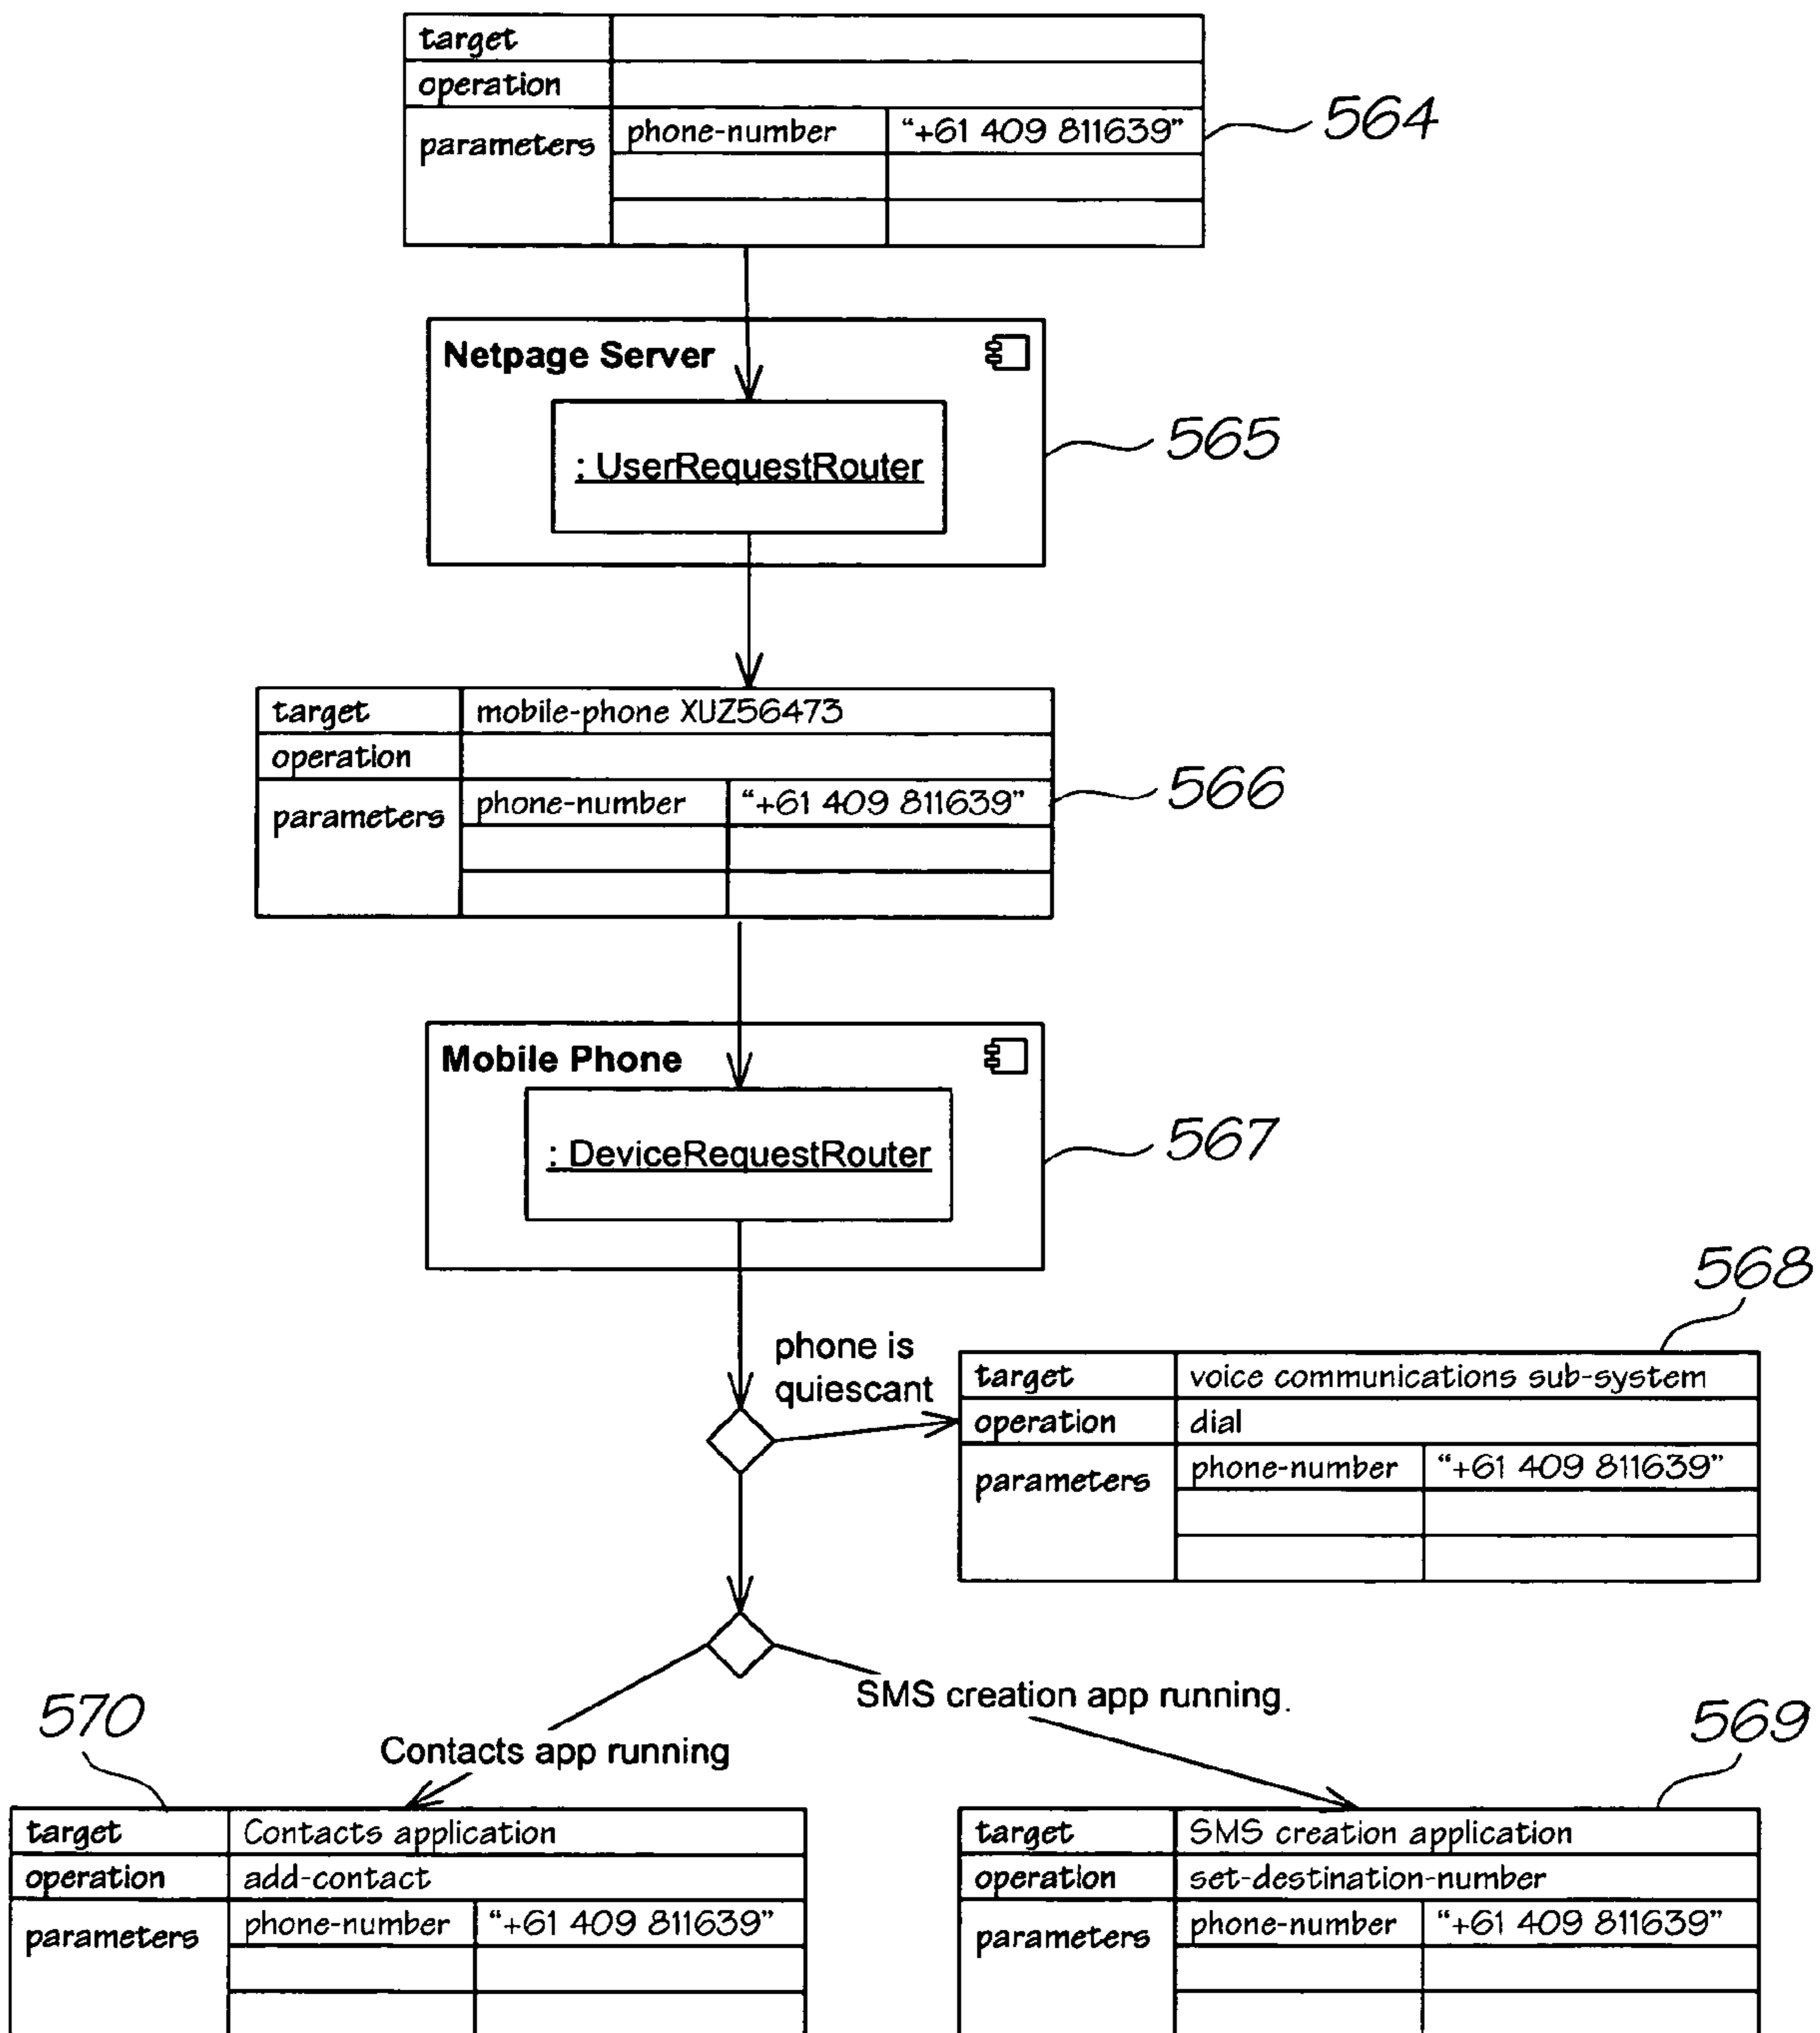 target
operation
parameters phone-number “+61 409 811639”
564
Netpage Server
: UserRequestRouter
565
target mobile-phone XUZ56473
operation
parameters phone-number “+61 409 811639”
566
Mobile Phone
: DeviceRequestRouter
567
568
phone is
quiescant
target voice communications sub-system
operation dial
parameters phone-number “+61 409 811639”
SMS creation app running.
Contacts app running
570
target Contacts application
operation add-contact
parameters phone-number “+61 409 811639”
569
target SMS creation application
operation set-destination-number
parameters phone-number “+61 409 811639”